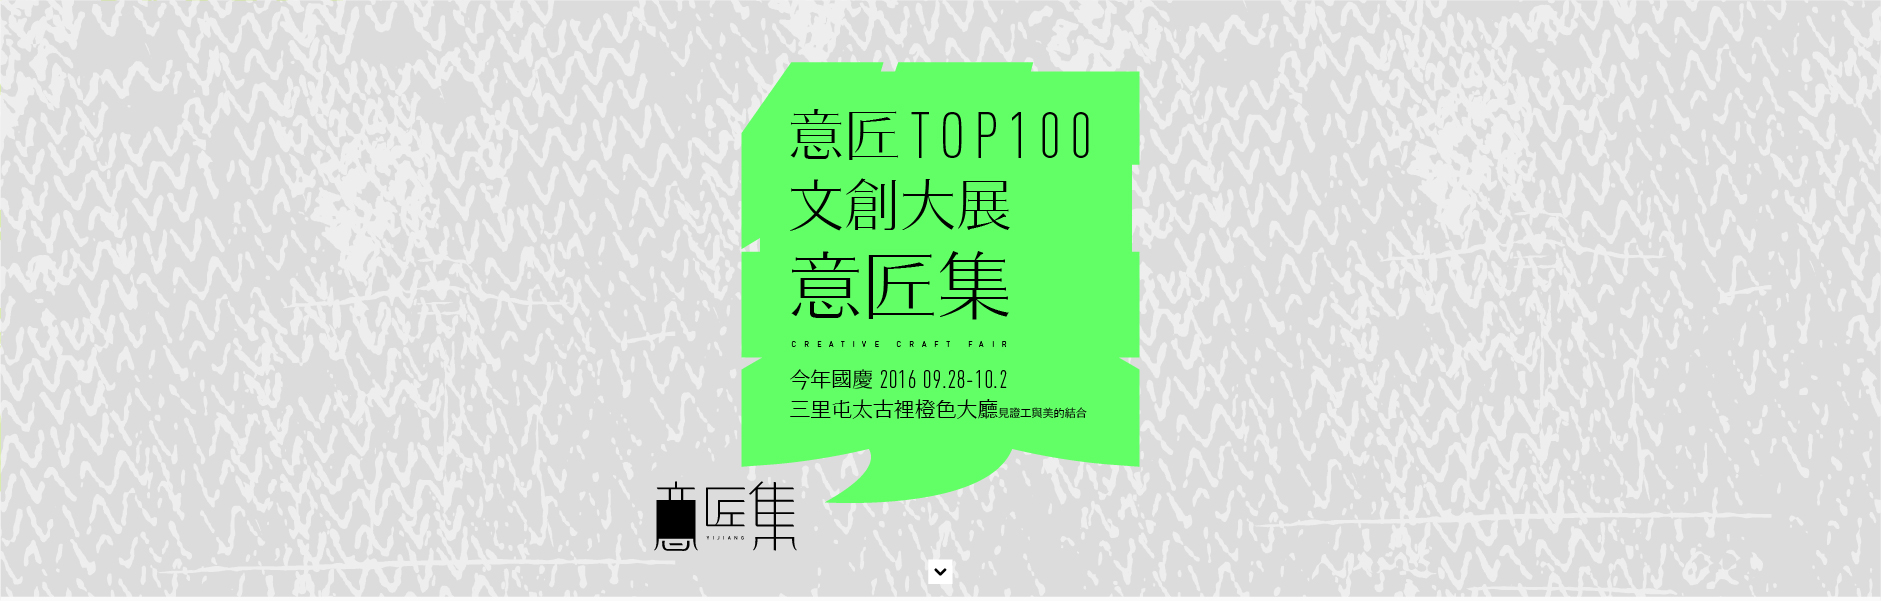 意匠TOP100
文創大展
意匠集
CREATIVE CRAFT FAIR
今年國慶 2016 09.28-10.2
三里屯太古裡橙色大廳見證工與美的結合
意匠集
YIJIANG